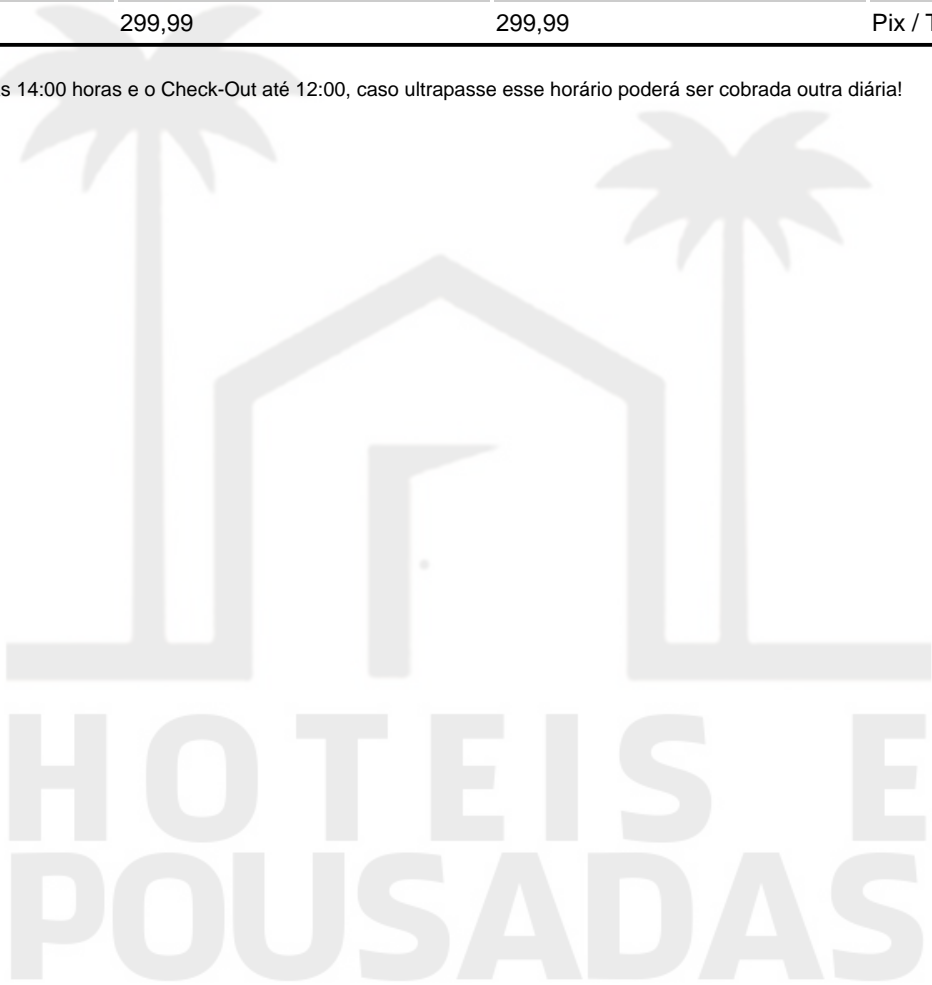 299,99 299,99 Pix / T
s 14:00 horas e o Check-Out até 12:00, caso ultrapasse esse horário poderá ser cobrada outra diária!
HOTEIS E
POUSADAS